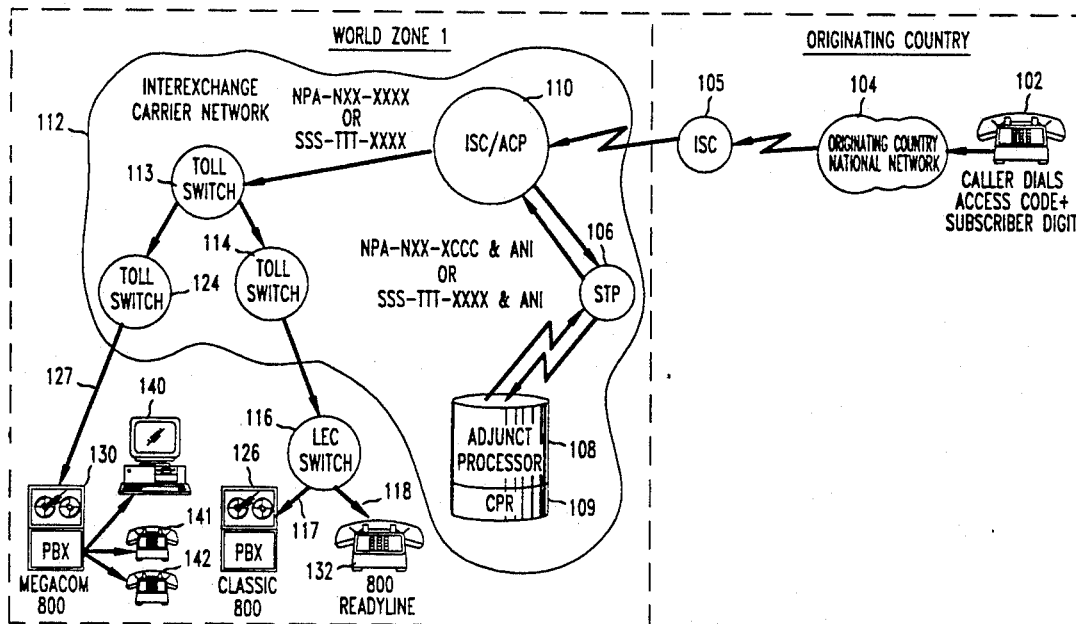 WORLD ZONE 1
ORIGINATING COUNTRY
INTEREXCHANGE
CARRIER NETWORK
112
NPA-NXX-XXXX
OR
SSS-TTT-XXXX
110
ISC/ACP
105
ISC
104
ORIGINATING COUNTRY
NATIONAL NETWORK
102
CALLER DIALS
ACCESS CODE+
SUBSCRIBER DIGIT
113
TOLL
SWITCH
114
TOLL
SWITCH
TOLL
SWITCH
124
NPA-NXX-XCCC & ANI
OR
SSS-TTT-XXXX & ANI
106
STP
127
140
130
PBX
MEGACOM
800
141
142
116
LEC
SWITCH
126
PBX
CLASSIC
800
117
118
132
800
READYLINE
ADJUNCT
PROCESSOR
108
CPR
109